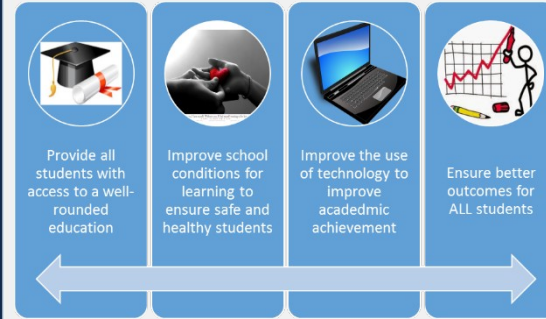 Provide all
students with
access to a well-
rounded
education
Improve school
conditions for
learning to
ensure safe and
healthy students
Improve the use
of technology to
improve
acadedmic
achievement
Ensure better
outcomes for
ALL students